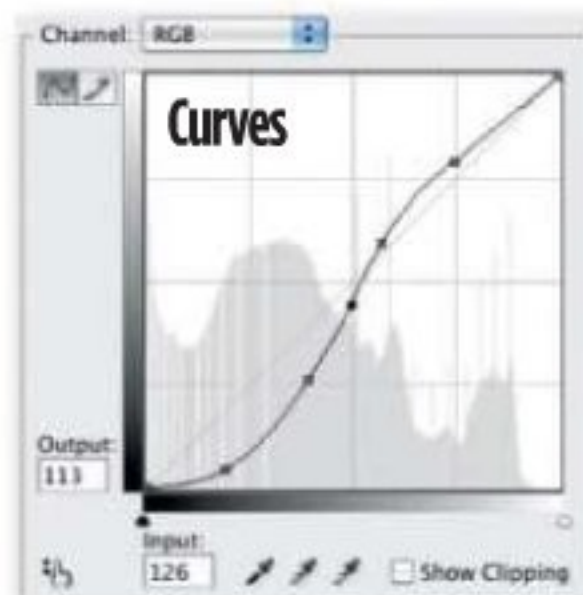 Channel: RGB
Curves
Output:
113
Input:
126
Show Clipping